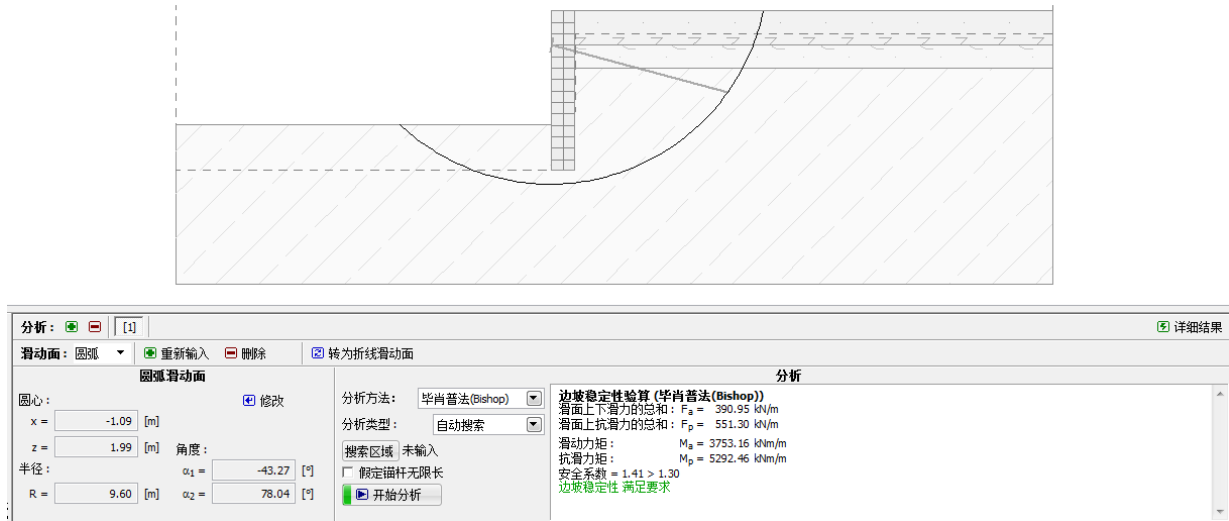 分析： [1] 详细结果
滑动面： 圆弧 重新输入 删除 转为折线滑动面
圆弧滑动面
圆心： 修改
x = -1.09 [m]
z = 1.99 [m] 角度：
半径： α1 = -43.27 [°]
R = 9.60 [m] α2 = 78.04 [°]
分析方法： 毕肖普法(Bishop)
分析类型： 自动搜索
搜索区域 未输入
假定锚杆无限长
开始分析
分析
边坡稳定性验算 (毕肖普法(Bishop))
滑面上下滑力的总和： Fa = 390.95 kN/m
滑面上抗滑力的总和： Fp = 551.30 kN/m
滑动力矩： Ma = 3753.16 kNm/m
抗滑力矩： Mp = 5292.46 kNm/m
安全系数 = 1.41 > 1.30
边坡稳定性 满足要求